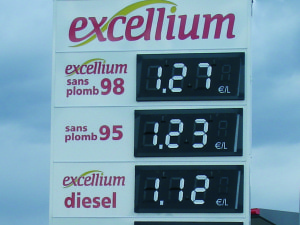 excellium
excellium
sans
plomb 98
1.27
€/L
sans
plomb 95
1.23
€/L
excellium
diesel
1.12
€/L